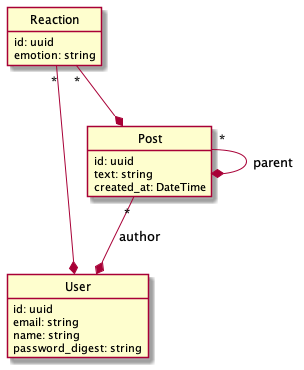 Reaction
id: uuid
emotion: string
*
*
Post
id: uuid
text: string
created_at: DateTime
*
parent
*
author
User
id: uuid
email: string
name: string
password_digest: string